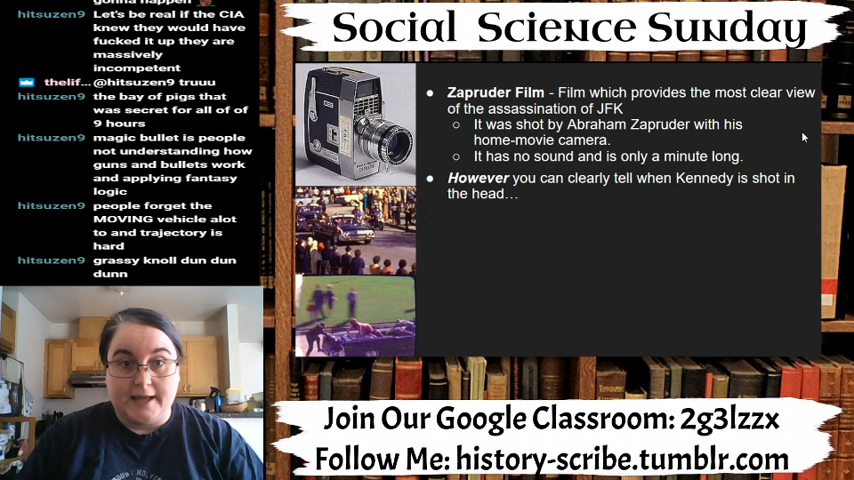 gonna happen
hitsuzen9 Let's be real if the CIA
knew they would have
fucked it up they are
massively
incompetent
thelif... @hitsuzen9 truuu
hitsuzen9 the bay of pigs that
was secret for all of of
9 hours
hitsuzen9 magic bullet is people
not understanding how
guns and bullets work
and applying fantasy
logic
hitsuzen9 people forget the
MOVING vehicle alot
to and trajectory is
hard
hitsuzen9 grassy knoll dun dun
dunn
Social Science Sunday
• Zapruder Film - Film which provides the most clear view
of the assassination of JFK
○ It was shot by Abraham Zapruder with his
home-movie camera.
○ It has no sound and is only a minute long.
• However you can clearly tell when Kennedy is shot in
the head…
Join Our Google Classroom: 2g3lzzx
Follow Me: history-scribe.tumblr.com